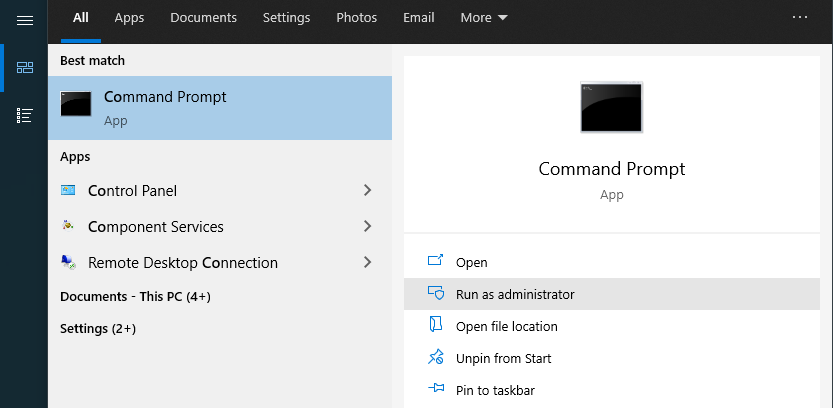 All Apps Documents Settings Photos Email More
Best match
Command Prompt
App
Apps
Control Panel
Component Services
Remote Desktop Connection
Documents - This PC (4+)
Settings (2+)
Command Prompt
App
Open
Run as administrator
Open file location
Unpin from Start
Pin to taskbar